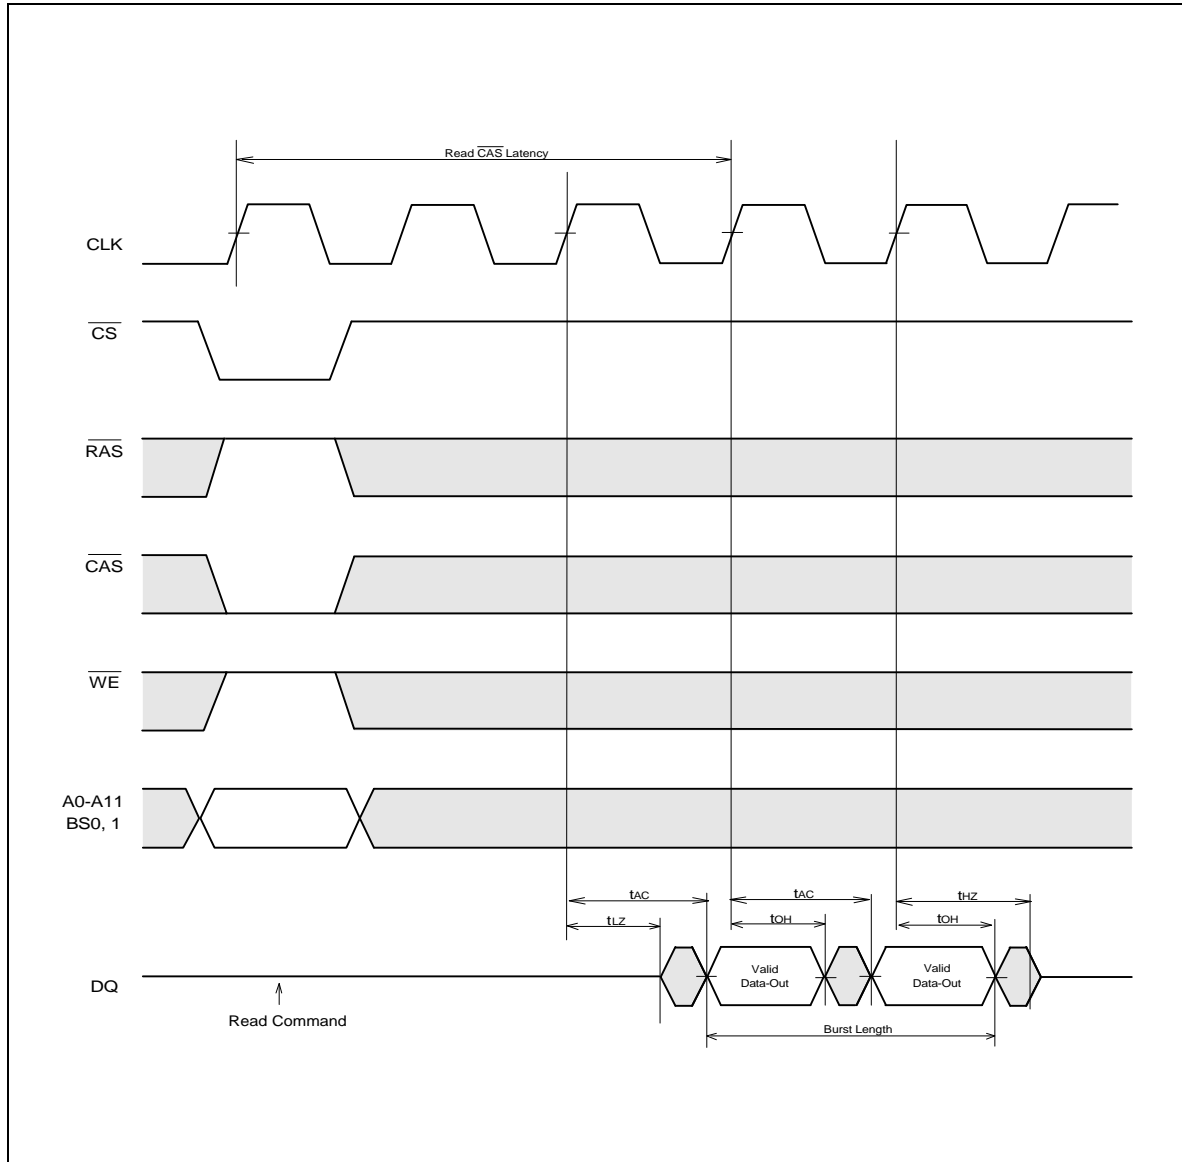 Read CAS Latency
CLK
CS
RAS
CAS
WE
A0-A11
BS0, 1
tAC
tAC
tHZ
tLZ
tOH
tOH
Valid
Data-Out
Valid
Data-Out
DQ
Read Command
Burst Length